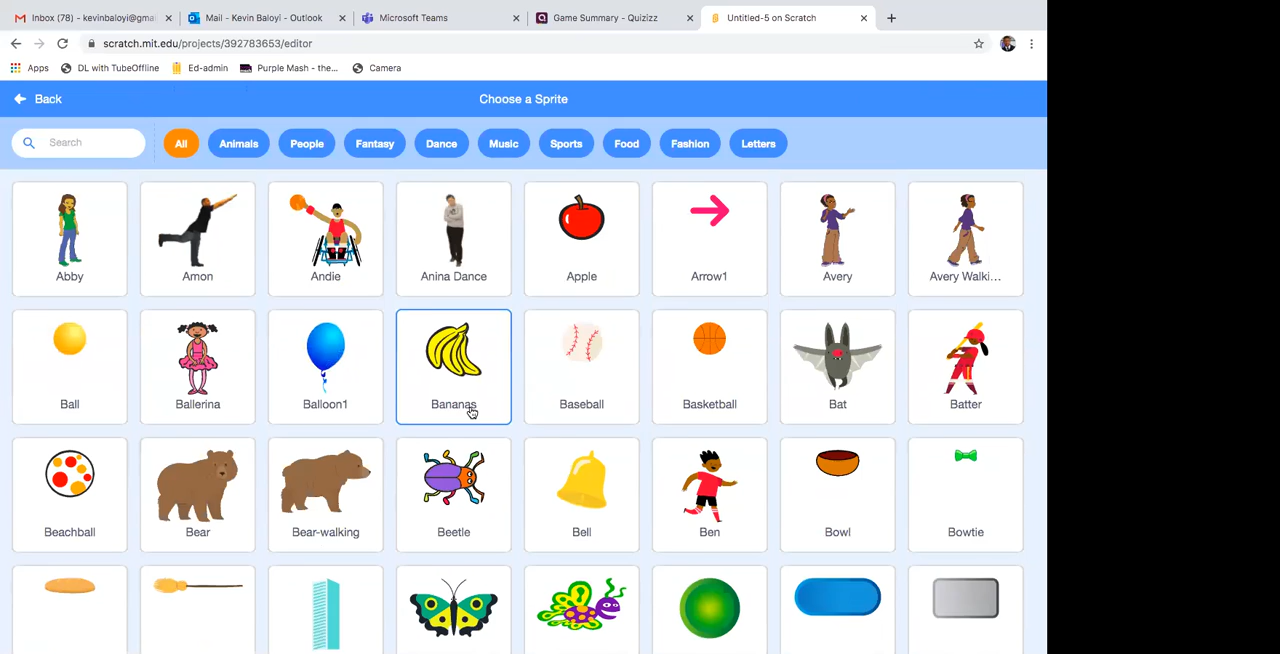 Inbox (78) - kevinbaloyi@gma
Mail - Kevin Baloyi - Outlook
Microsoft Teams
Game Summary - Quizizz
Untitled-5 on Scratch
scratch.mit.edu/projects/392783653/editor
Apps
DL with TubeOffline
Ed-admin
Purple Mash - the...
Camera
Back
Choose a Sprite
Search
All
Animals
People
Fantasy
Dance
Music
Sports
Food
Fashion
Letters
Abby
Amon
Andie
Anina Dance
Apple
Arrow1
Avery
Avery Walki...
Ball
Ballerina
Balloon1
Bananas
Baseball
Basketball
Bat
Batter
Beachball
Bear
Bear-walking
Beetle
Bell
Ben
Bowl
Bowtie